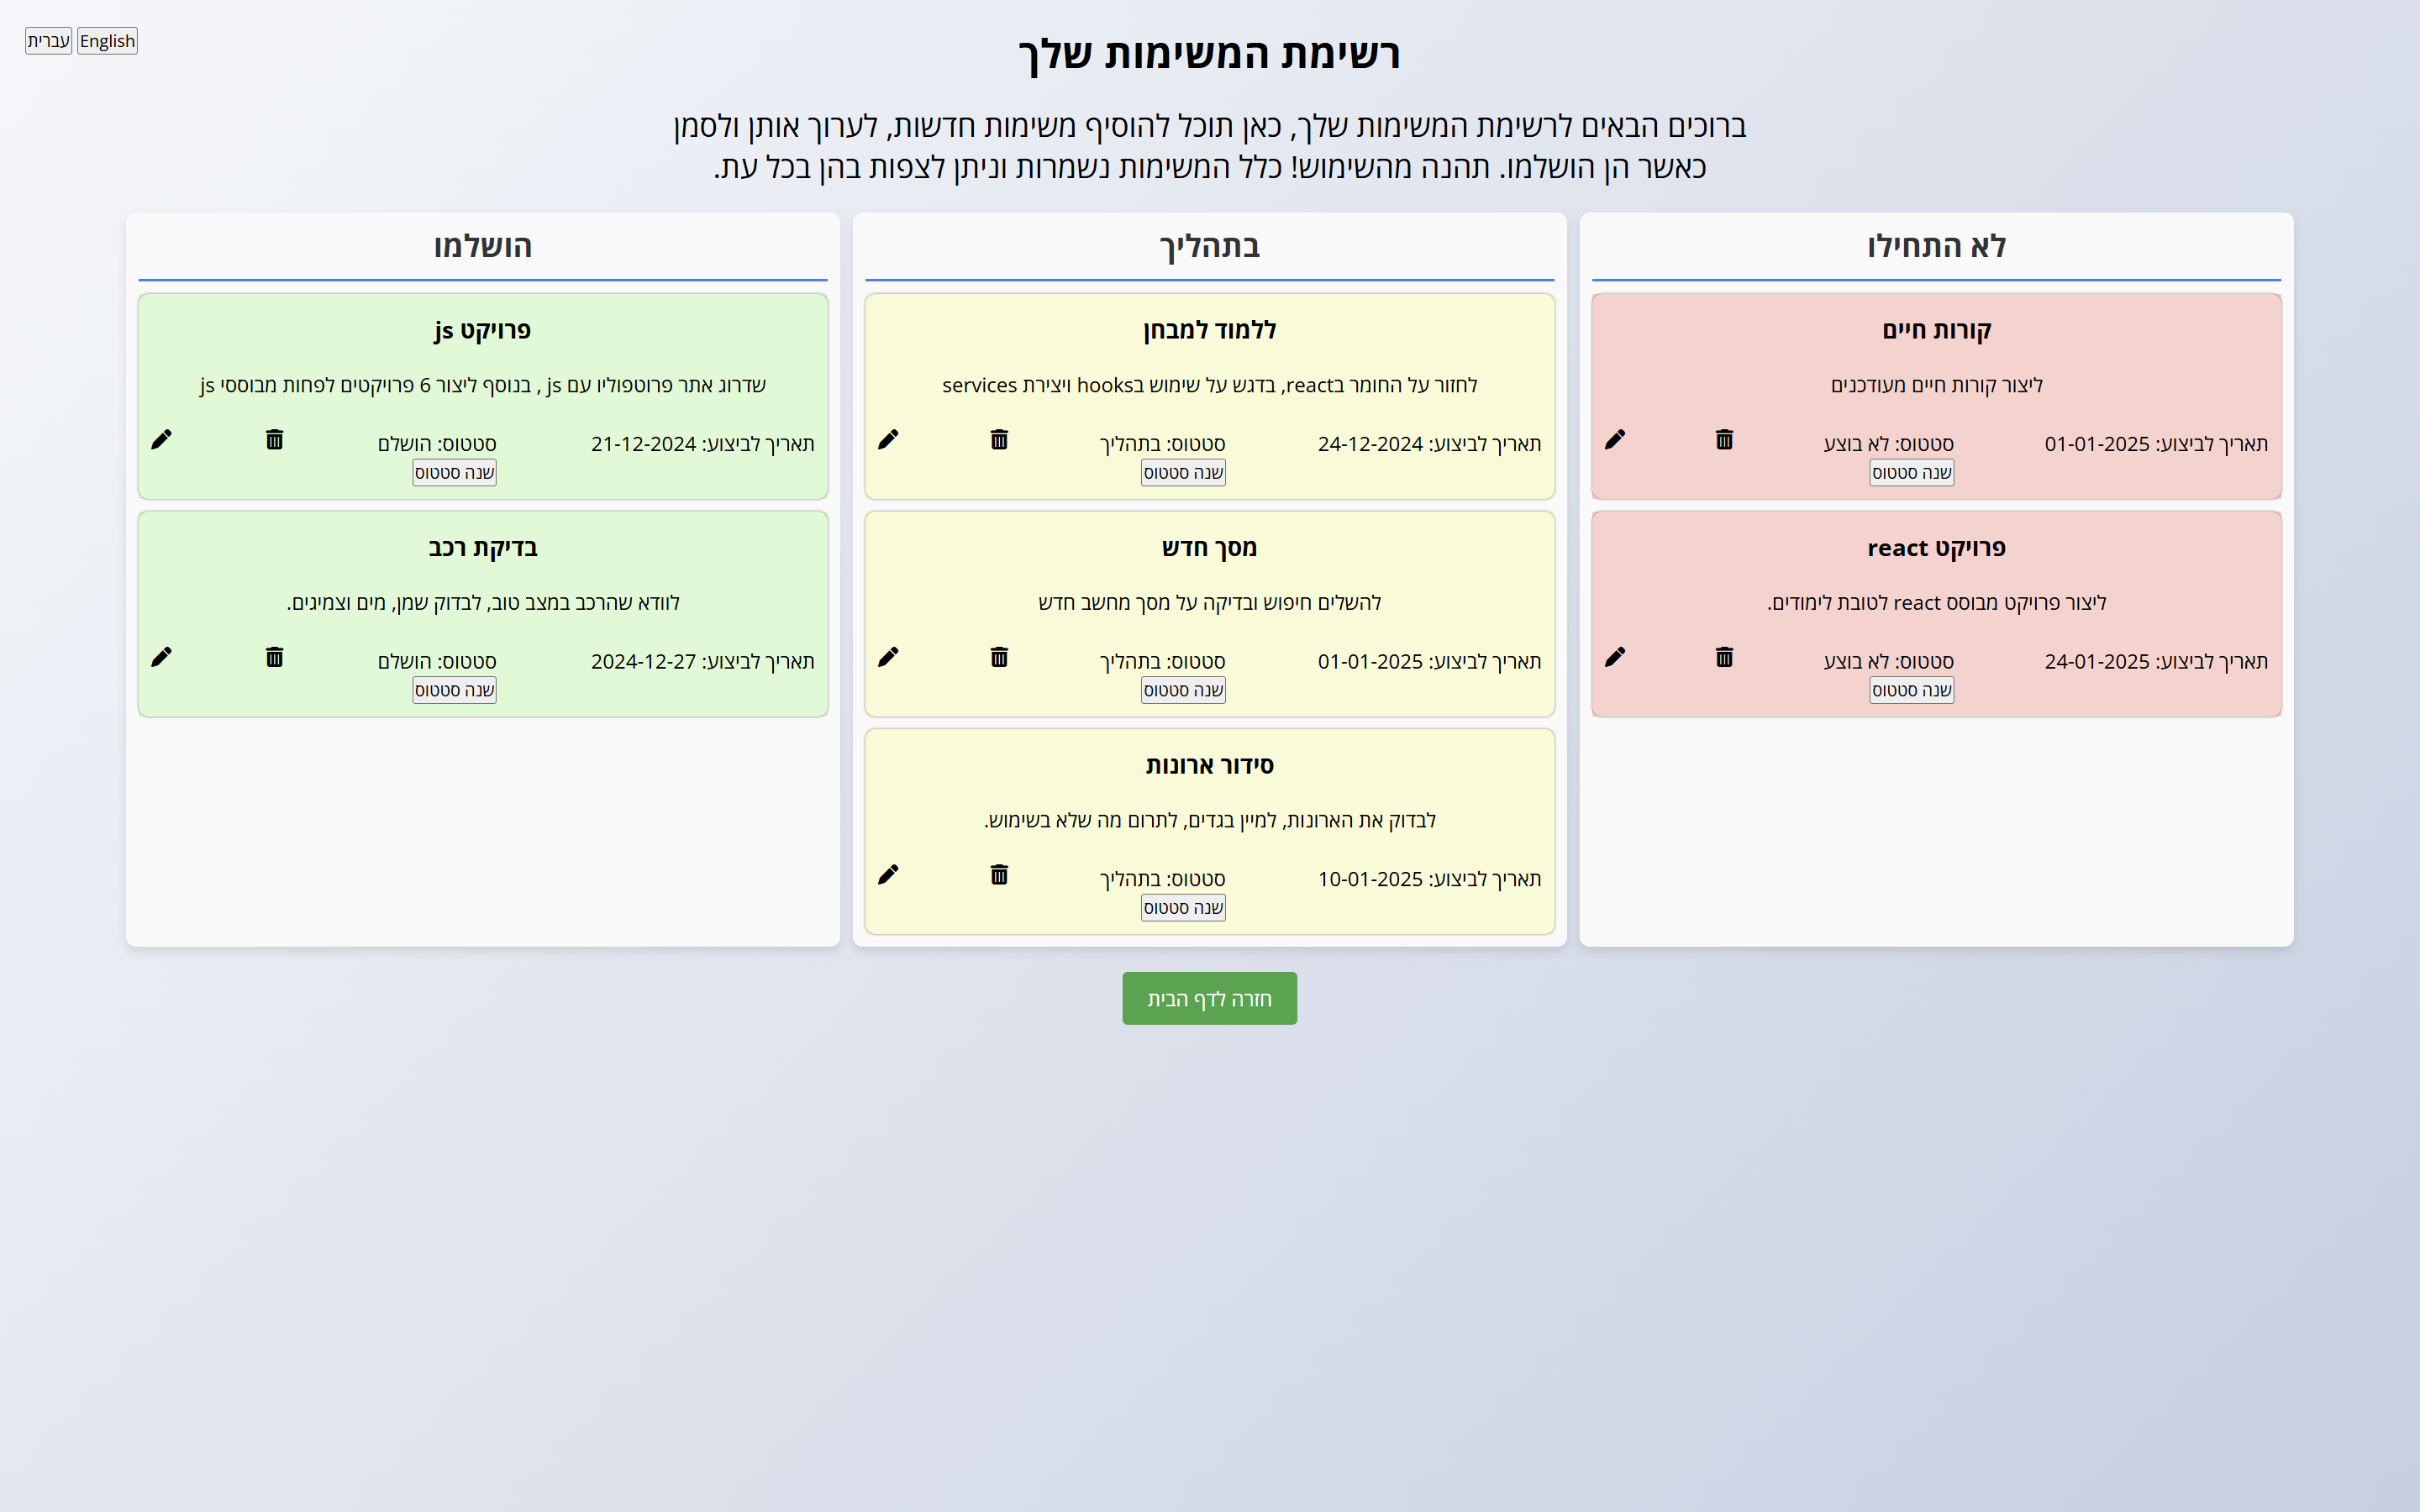 English
עברית
רשימת המשימות שלך
ברוכים הבאים לרשימת המשימות שלך, כאן תוכל להוסיף משימות חדשות, לערוך אותן ולסמן
כאשר הן הושלמו. תהנה מהשימוש! כלל המשימות נשמרות וניתן לצפות בהן בכל עת.
לא התחילו
קורות חיים
ליצור קורות חיים מעודכנים
תאריך לביצוע: 01-01-2025
סטטוס: לא בוצע
שנה סטטוס
פרויקט react
ליצור פרויקט מבוסס react לטובת לימודים.
תאריך לביצוע: 24-01-2025
סטטוס: לא בוצע
שנה סטטוס
בתהליך
ללמוד למבחן
לחזור על החומר בreact, בדגש על שימוש בhooks ויצירת services
תאריך לביצוע: 24-12-2024
סטטוס: בתהליך
שנה סטטוס
מסך חדש
להשלים חיפוש ובדיקה על מסך מחשב חדש
תאריך לביצוע: 01-01-2025
סטטוס: בתהליך
שנה סטטוס
סידור ארונות
לבדוק את הארונות, למיין בגדים, לתרום מה שלא בשימוש.
תאריך לביצוע: 10-01-2025
סטטוס: בתהליך
שנה סטטוס
הושלמו
פרויקט js
שדרוג אתר פרוטפוליו עם js , בנוסף ליצור 6 פרויקטים לפחות מבוססי js
תאריך לביצוע: 21-12-2024
סטטוס: הושלם
שנה סטטוס
בדיקת רכב
לוודא שהרכב במצב טוב, לבדוק שמן, מים וצמיגים.
תאריך לביצוע: 2024-12-27
סטטוס: הושלם
שנה סטטוס
חזרה לדף הבית